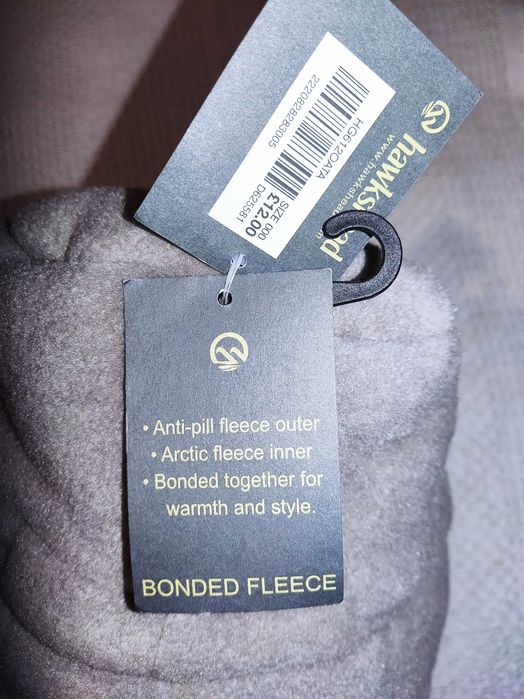 hawkshead
www.hawkshead.com
HG612OATA
2220828283005
SIZE 000
£12.00
D625581
• Anti-pill fleece outer
• Arctic fleece inner
• Bonded together for
warmth and style.
BONDED FLEECE